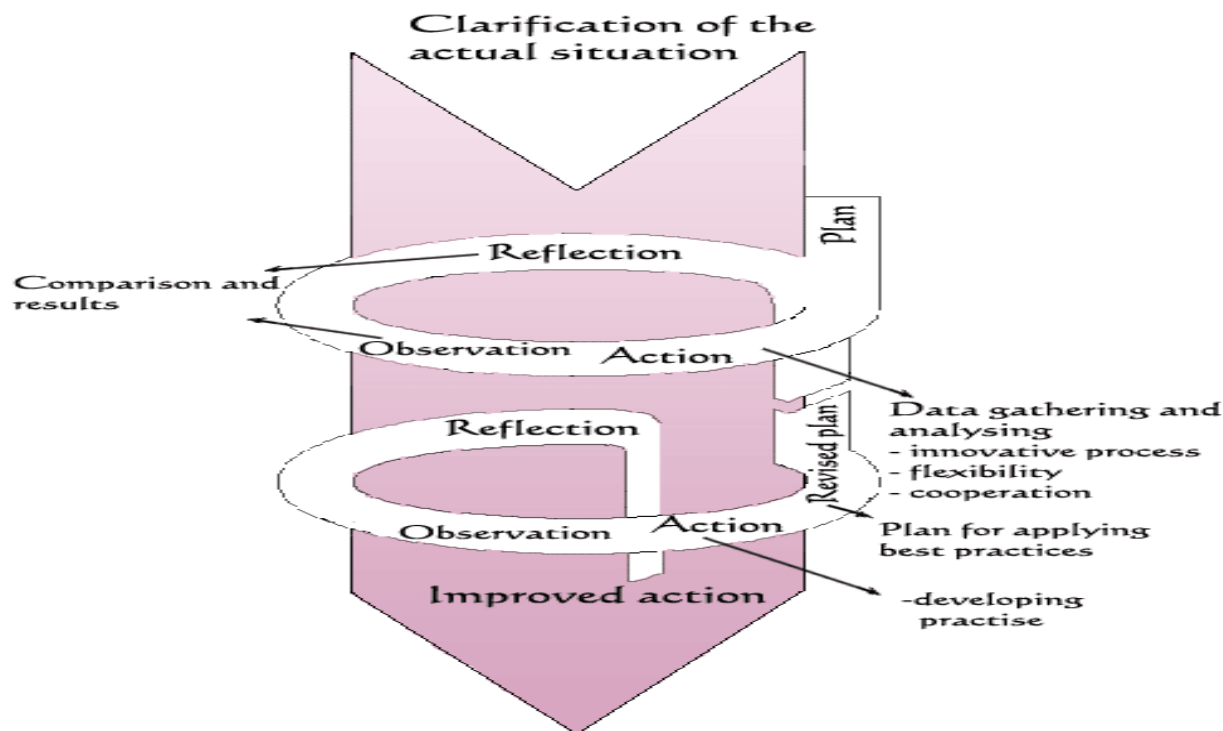 Clarification of the
actual situation
Plan
Reflection
Comparison and
results
Observation
Action
Data gathering and
analysing
- innovative process
- flexibility
- cooperation
Reflection
Revised plan
Observation
Action
Plan for applying
best practices
Improved action
-developing
practise